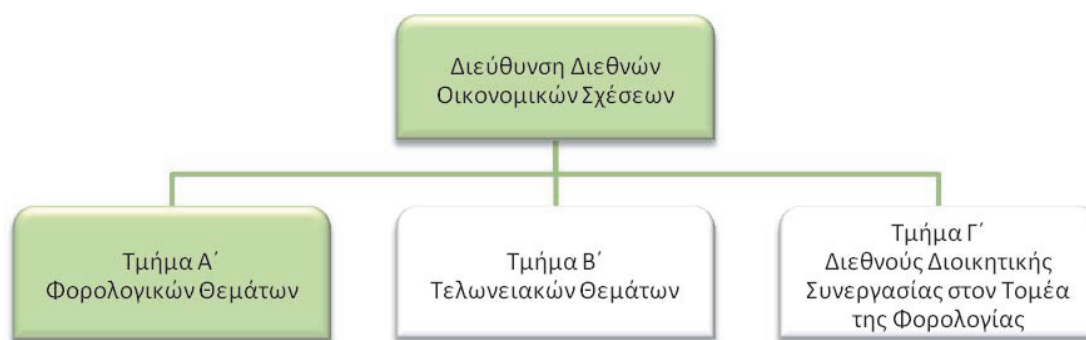 Διεύθυνση Διεθνών
Οικονομικών Σχέσεων
Τμήμα Α΄
Φορολογικών Θεμάτων
Τμήμα Β΄
Τελωνειακών Θεμάτων
Τμήμα Γ΄
Διεθνούς Διοικητικής
Συνεργασίας στον Τομέα
της Φορολογίας